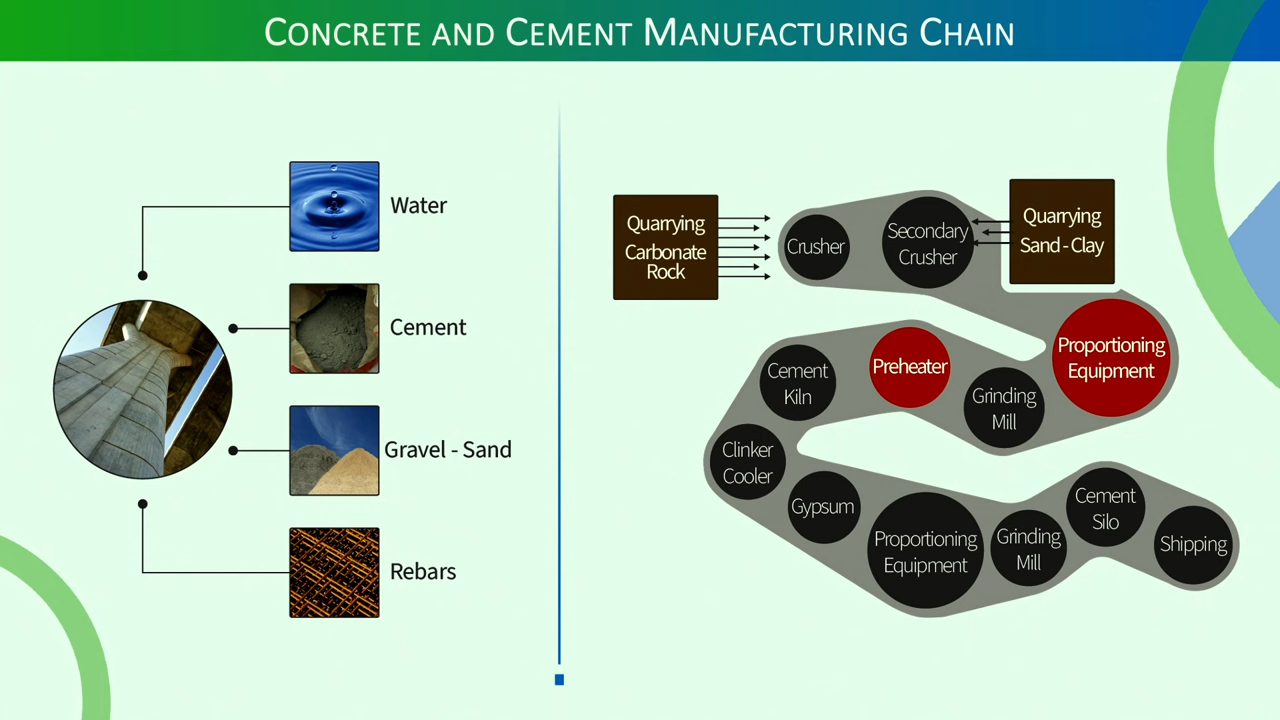 CONCRETE AND CEMENT MANUFACTURING CHAIN
Water
Cement
Gravel - Sand
Rebars
Quarrying
Carbonate
Rock
Crusher
Secondary
Crusher
Quarrying
Sand - Clay
Proportioning
Equipment
Grinding
Mill
Preheater
Cement
Kiln
Clinker
Cooler
Gypsum
Proportioning
Equipment
Grinding
Mill
Cement
Silo
Shipping